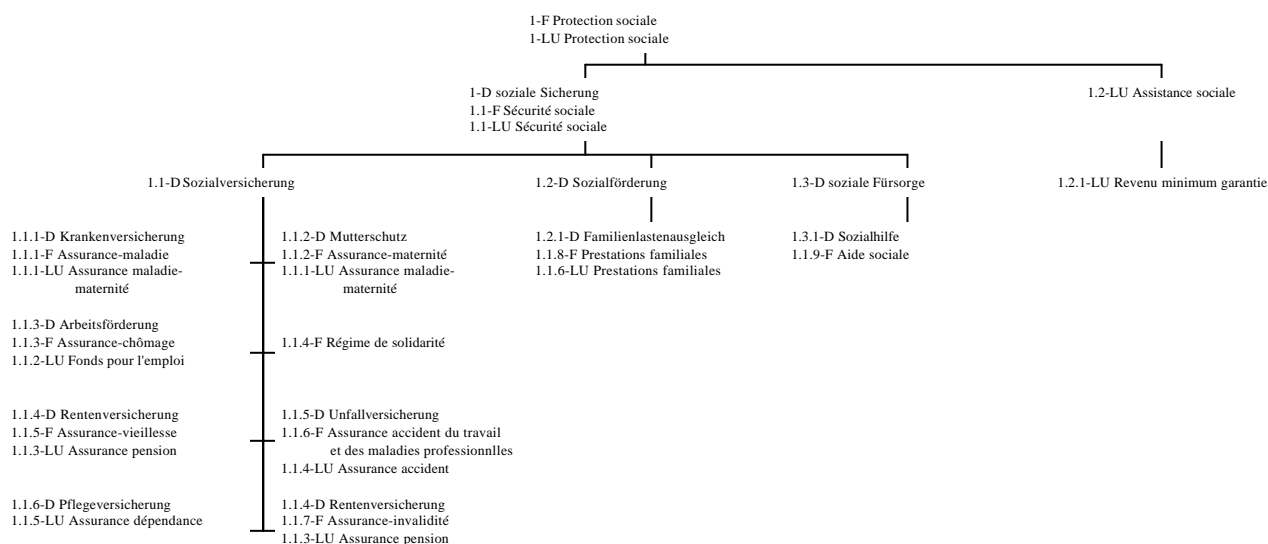 1-F Protection sociale
1-LU Protection sociale
1-D soziale Sicherung
1.1-F Sécurité sociale
1.1-LU Sécurité sociale
1.2-LU Assistance sociale
1.1-D Sozialversicherung
1.2-D Sozialförderung
1.3-D soziale Fürsorge
1.2.1-LU Revenu minimum garantie
1.1.1-D Krankenversicherung
1.1.1-F Assurance-maladie
1.1.1-LU Assurance maladie-
maternité
1.1.2-D Mutterschutz
1.1.2-F Assurance-maternité
1.1.1-LU Assurance maladie-
maternité
1.2.1-D Familienlastenausgleich
1.1.8-F Prestations familiales
1.1.6-LU Prestations familiales
1.3.1-D Sozialhilfe
1.1.9-F Aide sociale
1.1.3-D Arbeitsförderung
1.1.3-F Assurance-chômage
1.1.2-LU Fonds pour l'emploi
1.1.4-F Régime de solidarité
1.1.4-D Rentenversicherung
1.1.5-F Assurance-vieillesse
1.1.3-LU Assurance pension
1.1.5-D Unfallversicherung
1.1.6-F Assurance accident du travail
et des maladies professionnlles
1.1.4-LU Assurance accident
1.1.6-D Pflegeversicherung
1.1.5-LU Assurance dépendance
1.1.4-D Rentenversicherung
1.1.7-F Assurance-invalidité
1.1.3-LU Assurance pension